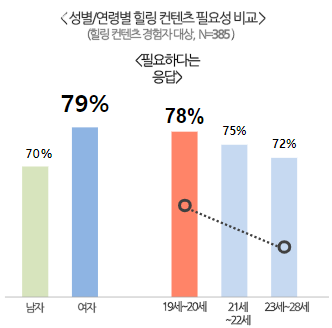 < 성별/연령별 힐링 컨텐츠 필요성 비교 >
(힐링 컨텐츠 경험자 대상, N=385)
<필요하다는
응답>
70%
79%
78%
75%
72%
남자
여자
19세~20세
21세
~22세
23세~28세